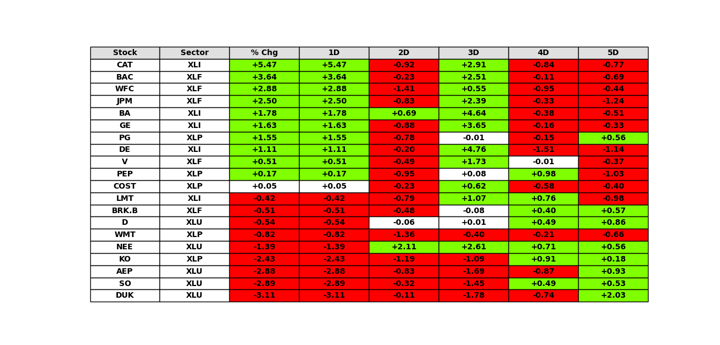 Stock Sector % Chg 1D 2D 3D 4D 5D
CAT XLI +5.47 +5.47 -0.92 +2.91 -0.84 -0.77
BAC XLF +3.64 +3.64 -0.23 +2.51 -0.11 -0.69
WFC XLF +2.88 +2.88 -1.41 +0.55 -0.95 -0.44
JPM XLF +2.50 +2.50 -0.83 +2.39 -0.33 -1.24
BA XLI +1.78 +1.78 +0.69 +4.64 -0.38 -0.51
GE XLI +1.63 +1.63 -0.88 +3.65 -0.16 -0.33
PG XLP +1.55 +1.55 -0.78 -0.01 -0.15 +0.56
DE XLI +1.11 +1.11 -0.20 +4.76 -1.51 -1.14
V XLF +0.51 +0.51 -0.49 +1.73 -0.01 -0.37
PEP XLP +0.17 +0.17 -0.95 +0.08 +0.98 -1.03
COST XLP +0.05 +0.05 -0.23 +0.62 -0.58 -0.40
LMT XLI -0.42 -0.42 -0.79 +1.07 +0.76 -0.98
BRK.B XLF -0.51 -0.51 -0.48 -0.08 +0.40 +0.57
D XLU -0.54 -0.54 -0.06 +0.01 +0.49 +0.86
WMT XLP -0.82 -0.82 -1.36 -0.40 -0.21 -0.66
NEE XLU -1.39 -1.39 +2.11 +2.61 +0.71 +0.56
KO XLP -2.43 -2.43 -1.19 -1.09 +0.91 +0.18
AEP XLU -2.88 -2.88 -0.83 -1.69 -0.87 +0.93
SO XLU -2.89 -2.89 -0.32 -1.45 +0.49 +0.53
DUK XLU -3.11 -3.11 -0.11 -1.78 -0.74 +2.03